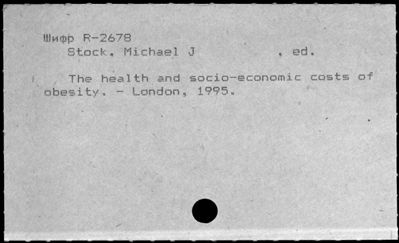 Шифр R-2678
Stock, Michael J , ed.
The health and socio-economic costs of
obesity. - London, 1995.